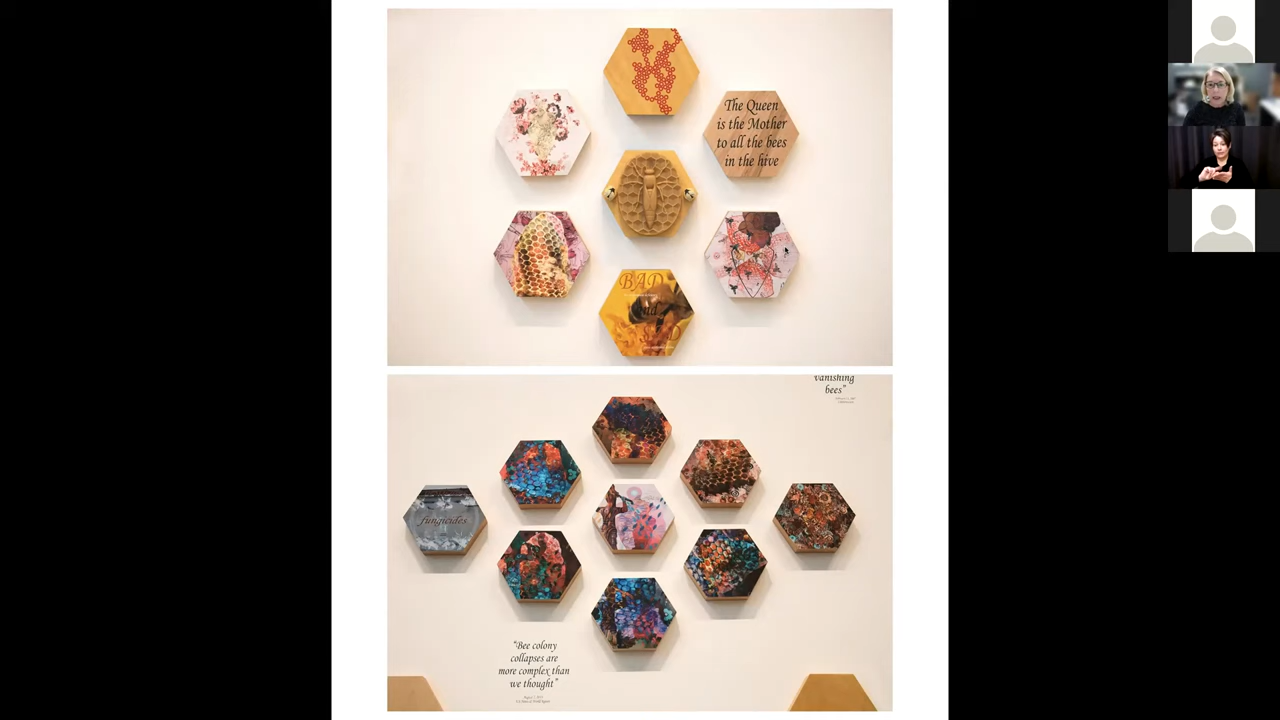 The Queen
is the Mother
to all the bees
in the hive
BAD
vanishing
bees"
fungicides
"Bee colony
collapses are
more complex than
we thought"